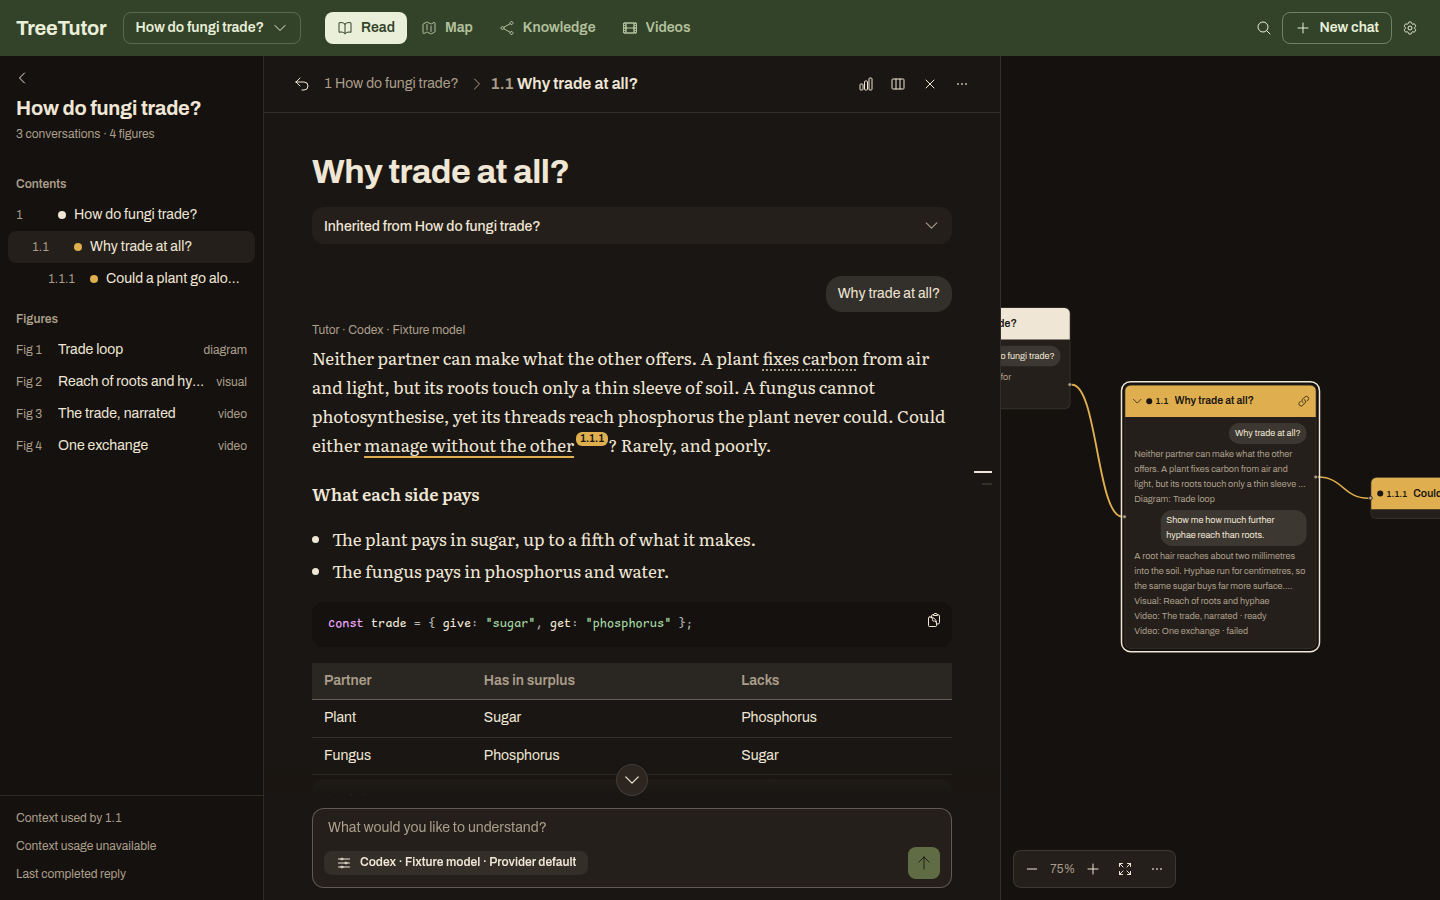 TreeTutor
How do fungi trade?
Read
Map
Knowledge
Videos
New chat
How do fungi trade?
3 conversations · 4 figures
Contents
1 How do fungi trade?
1.1 Why trade at all?
1.1.1 Could a plant go alo...
Figures
Fig 1 Trade loop diagram
Fig 2 Reach of roots and hy... visual
Fig 3 The trade, narrated video
Fig 4 One exchange video
Context used by 1.1
Context usage unavailable
Last completed reply
1 How do fungi trade? > 1.1 Why trade at all?
Why trade at all?
Inherited from How do fungi trade?
Why trade at all?
Tutor · Codex · Fixture model
Neither partner can make what the other offers. A plant fixes carbon from air
and light, but its roots touch only a thin sleeve of soil. A fungus cannot
photosynthesise, yet its threads reach phosphorus the plant never could. Could
either manage without the other 1.1.1? Rarely, and poorly.
What each side pays
• The plant pays in sugar, up to a fifth of what it makes.
• The fungus pays in phosphorus and water.
const trade = { give: "sugar", get: "phosphorus" };
Partner Has in surplus Lacks
Plant Sugar Phosphorus
Fungus Phosphorus Sugar
What would you like to understand?
Codex · Fixture model · Provider default
de?
o fungi trade?
for
1.1 Why trade at all?
Why trade at all?
Neither partner can make what the other
offers. A plant fixes carbon from air and
light, but its roots touch only a thin sleeve ...
Diagram: Trade loop
Show me how much further
hyphae reach than roots.
A root hair reaches about two millimetres
into the soil. Hyphae run for centimetres, so
the same sugar buys far more surface....
Visual: Reach of roots and hyphae
Video: The trade, narrated · ready
Video: One exchange · failed
1.1.1 Could
75%